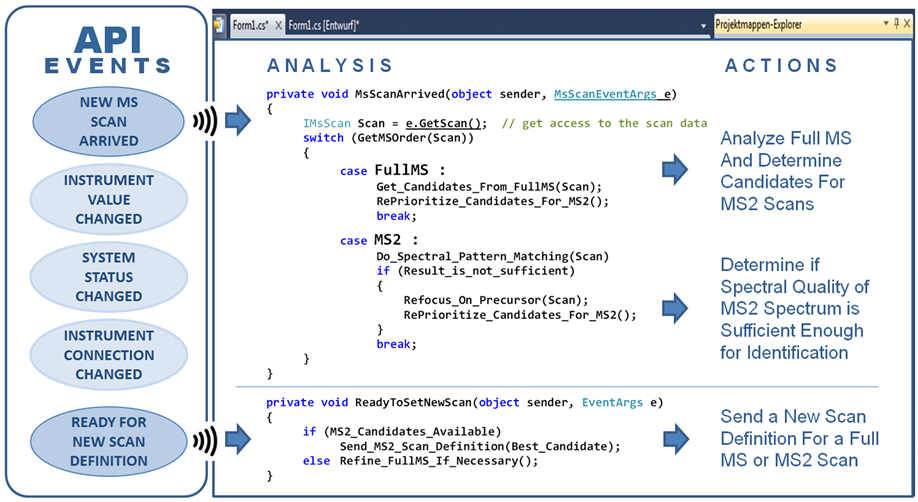 API
EVENTS
NEW MS
SCAN
ARRIVED
INSTRUMENT
VALUE
CHANGED
SYSTEM
STATUS
CHANGED
INSTRUMENT
CONNECTION
CHANGED
READY FOR
NEW SCAN
DEFINITION
Form1.cs* X
Form1.cs [Entwurf]*
Projektmappen-Explorer
ANALYSIS
private void MsScanArrived(object sender, MsScanEventArgs e)
{
IMsScan Scan = e.GetScan();  // get access to the scan data
switch (GetMSOrder(Scan))
{
case FullMS :
Get_Candidates_From_FullMS(Scan);
RePrioritize_Candidates_For_MS2();
break;
case MS2 :
Do_Spectral_Pattern_Matching(Scan)
if (Result_is_not_sufficient)
{
Refocus_On_Precursor(Scan);
RePrioritize_Candidates_For_MS2();
}
break;
}
}
private void ReadyToSetNewScan(object sender, EventArgs e)
{
if (MS2_Candidates_Available)
Send_MS2_Scan_Definition(Best_Candidate);
else Refine_FullMS_If_Necessary();
}
ACTIONS
Analyze Full MS
And Determine
Candidates For
MS2 Scans
Determine if
Spectral Quality of
MS2 Spectrum is
Sufficient Enough
for Identification
Send a New Scan
Definition For a Full
MS or MS2 Scan